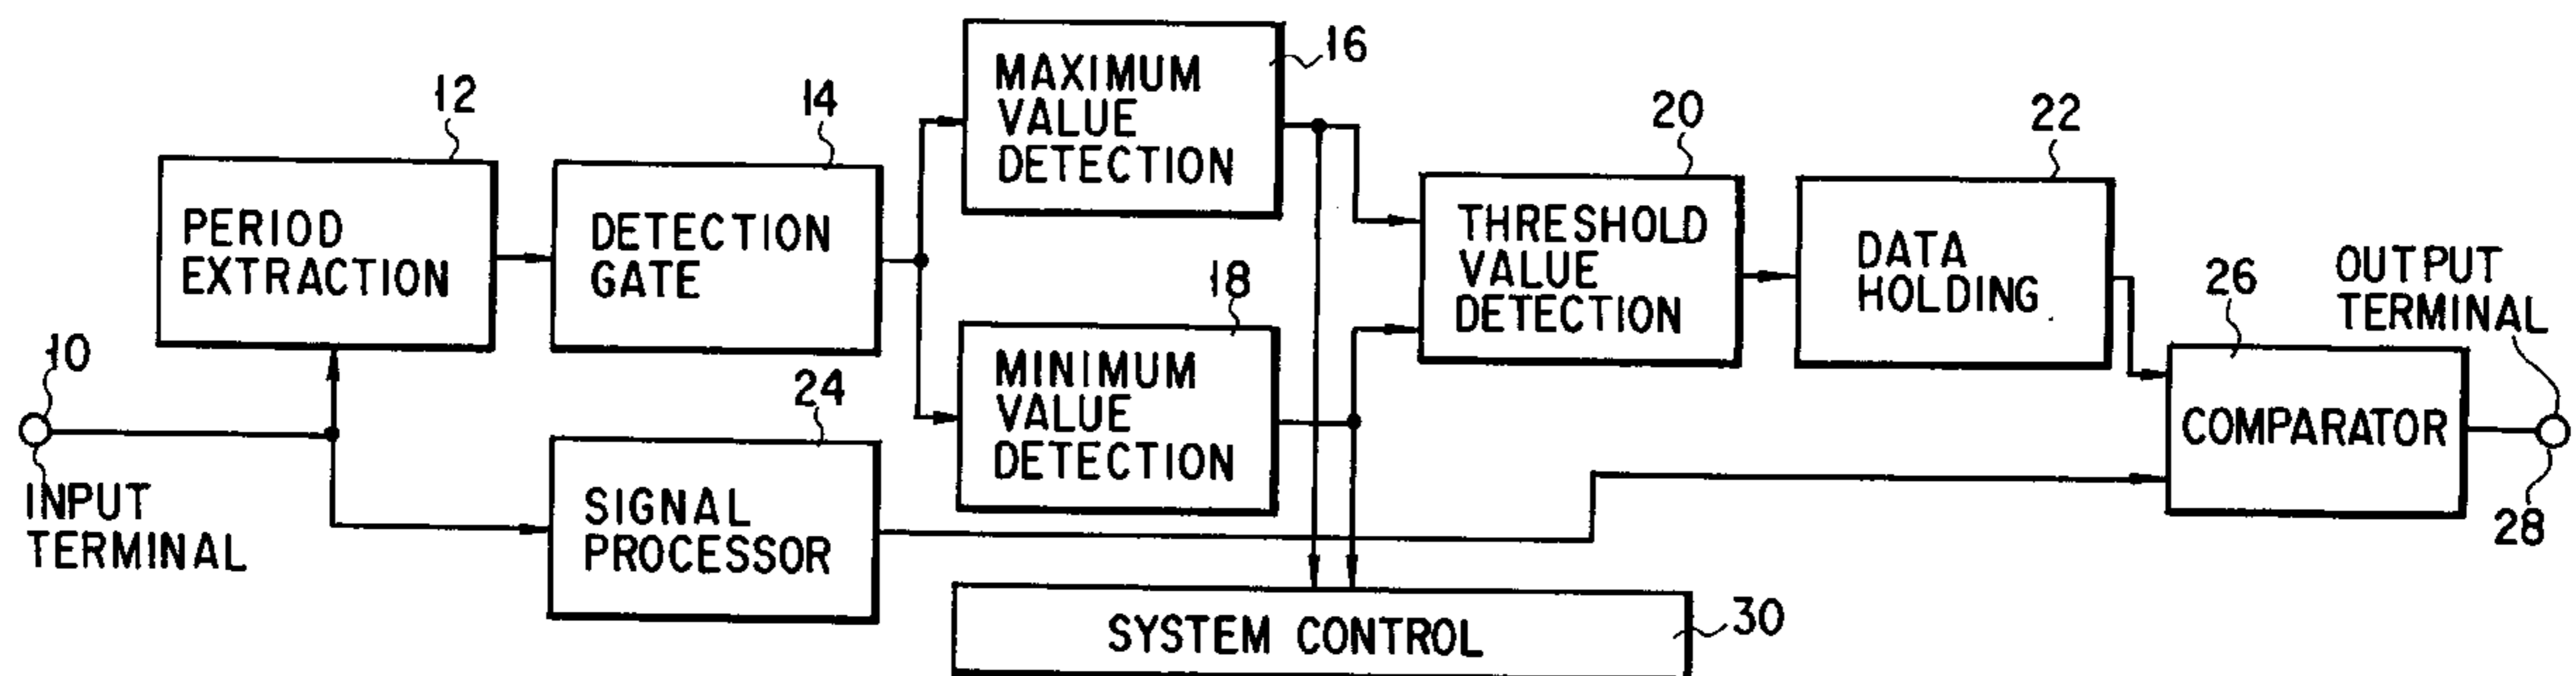 12
PERIOD
EXTRACTION
14
DETECTION
GATE
16
MAXIMUM
VALUE
DETECTION
18
MINIMUM
VALUE
DETECTION
20
THRESHOLD
VALUE
DETECTION
22
DATA
HOLDING
26
COMPARATOR
OUTPUT
TERMINAL
28
10
INPUT
TERMINAL
24
SIGNAL
PROCESSOR
SYSTEM CONTROL
30